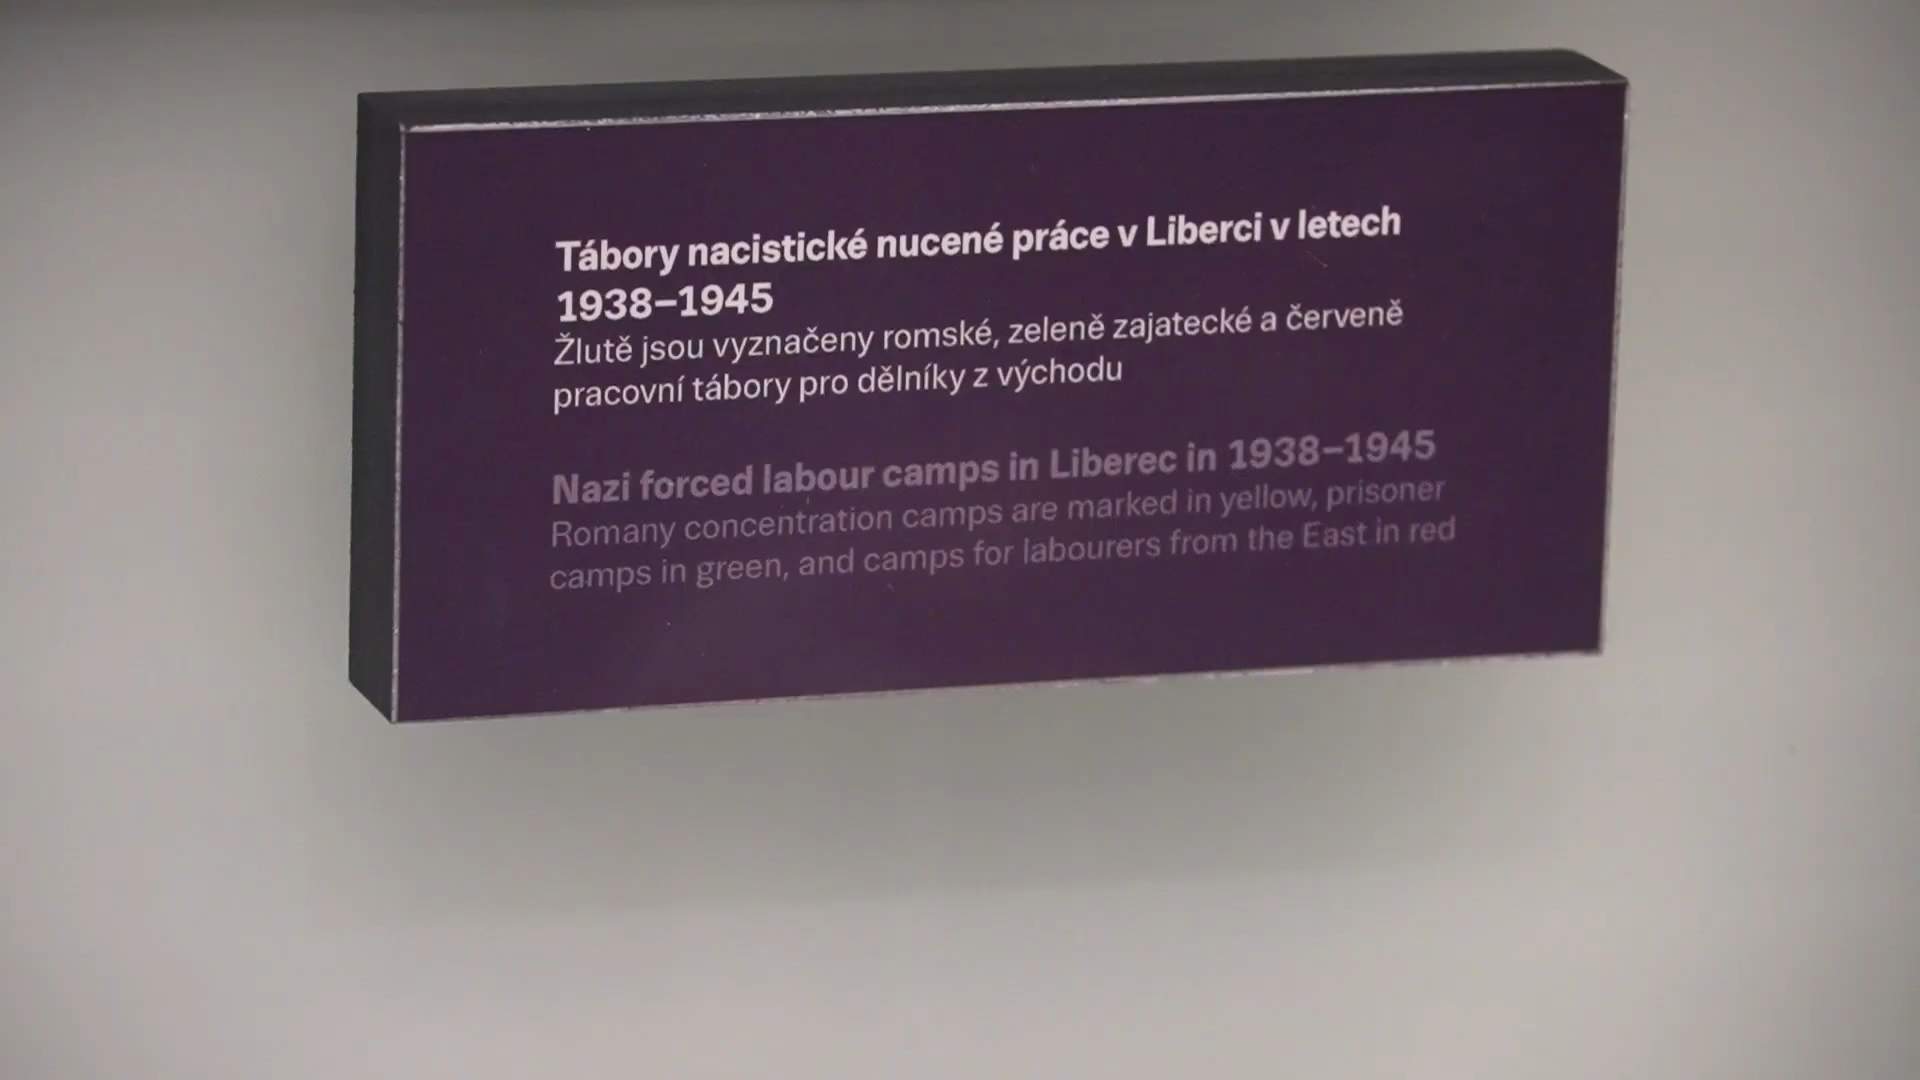 Tábory nacistické nucené práce v Liberci v letech
1938–1945
Žlutě jsou vyznačeny romské, zeleně zajatecké a červeně
pracovní tábory pro dělníky z východu
Nazi forced labour camps in Liberec in 1938–1945
Romany concentration camps are marked in yellow, prisoner
camps in green, and camps for labourers from the East in red